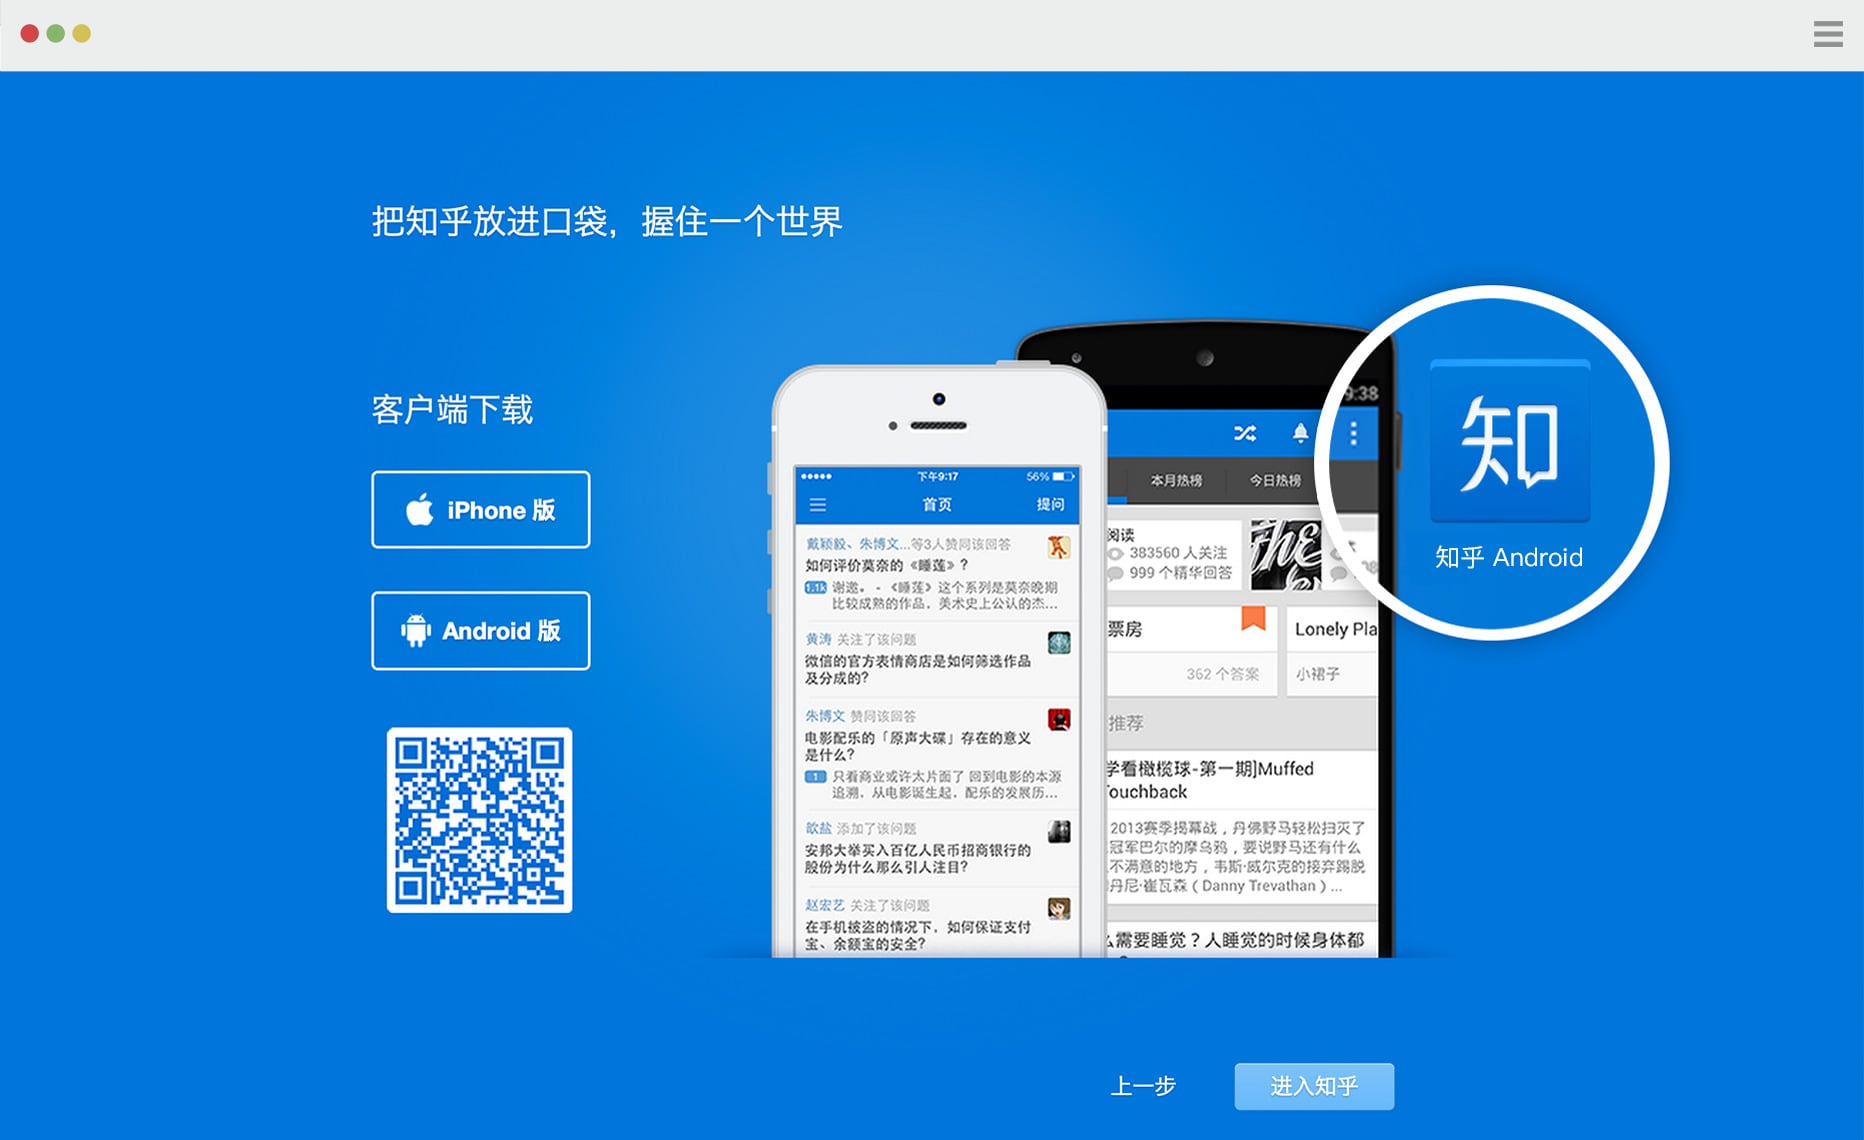 把知乎放进口袋，握住一个世界
客户端下载
iPhone 版
Android 版
下午9:17
56%
首页
提问
戴颖毅、朱博文...等3人赞同该回答
如何评价莫奈的《睡莲》？
1.1k 谢邀。-《睡莲》这个系列是莫奈晚期
比较成熟的作品，美术史上公认的杰...
黄涛 关注了该问题
微信的官方表情商店是如何筛选作品
及分成的？
朱博文 赞同该回答
电影配乐的「原声大碟」存在的意义
是什么？
1 只看商业或许太片面了 回到电影的本源
追溯，从电影诞生起，配乐的发展历...
歆盐 添加了该问题
安邦大举买入百亿人民币招商银行的
股份为什么那么引人注目？
赵宏艺 关注了该问题
在手机被盗的情况下，如何保证支付
宝、余额宝的安全？
9:38
本月热榜
今日热榜
阅读
383560 人关注
999 个精华回答
The
票房
362 个答案
Lonely Pla
小裙子
推荐
学看橄榄球-第一期]Muffed
Touchback
2013赛季揭幕战，丹佛野马轻松扫灭了
冠军巴尔的摩乌鸦，要说野马还有什么
不满意的地方，韦斯·威尔克的接弃踢脱
丹尼·崔瓦森（Danny Trevathan）...
么需要睡觉？人睡觉的时候身体都
知
知乎 Android
上一步
进入知乎